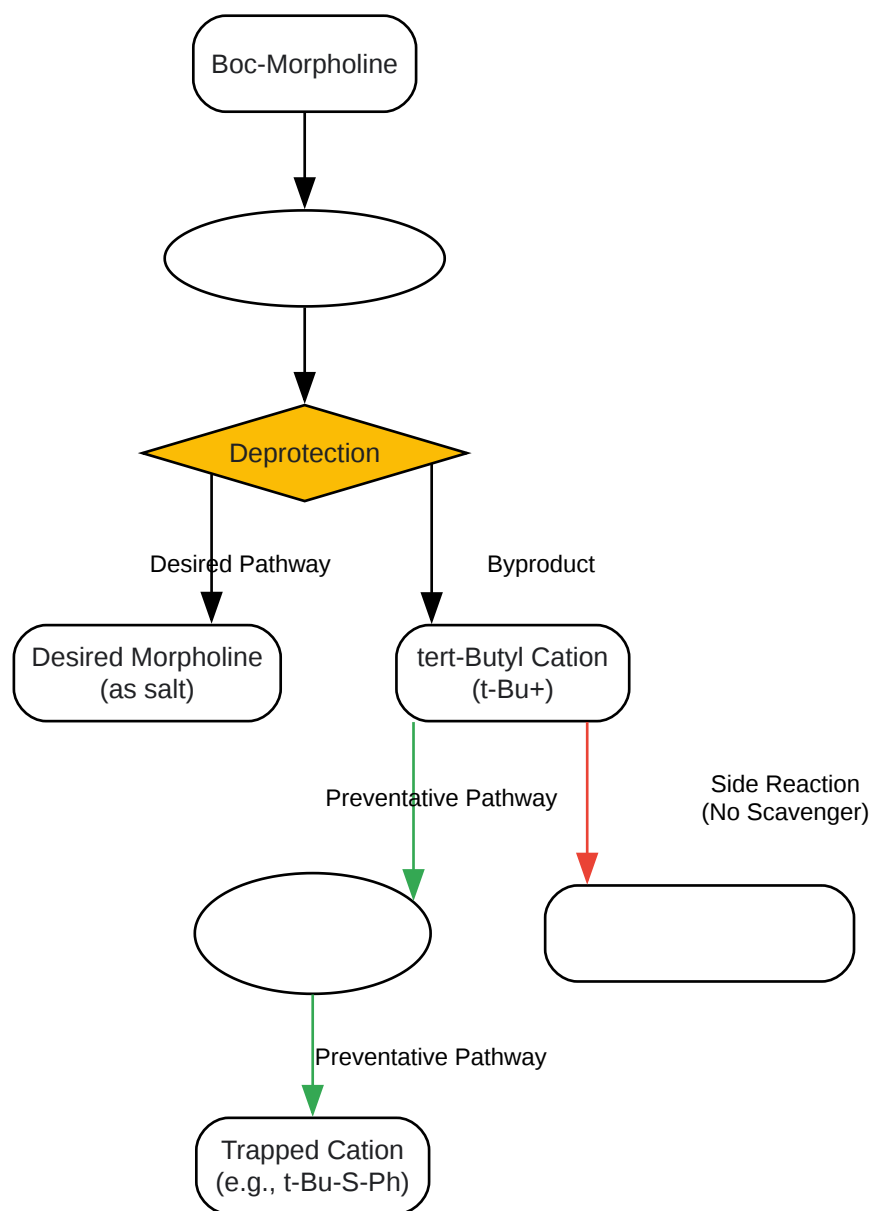 Boc-Morpholine
Deprotection
Desired Pathway
Byproduct
Desired Morpholine
(as salt)
tert-Butyl Cation
(t-Bu+)
Preventative Pathway
Side Reaction
(No Scavenger)
Preventative Pathway
Trapped Cation
(e.g., t-Bu-S-Ph)